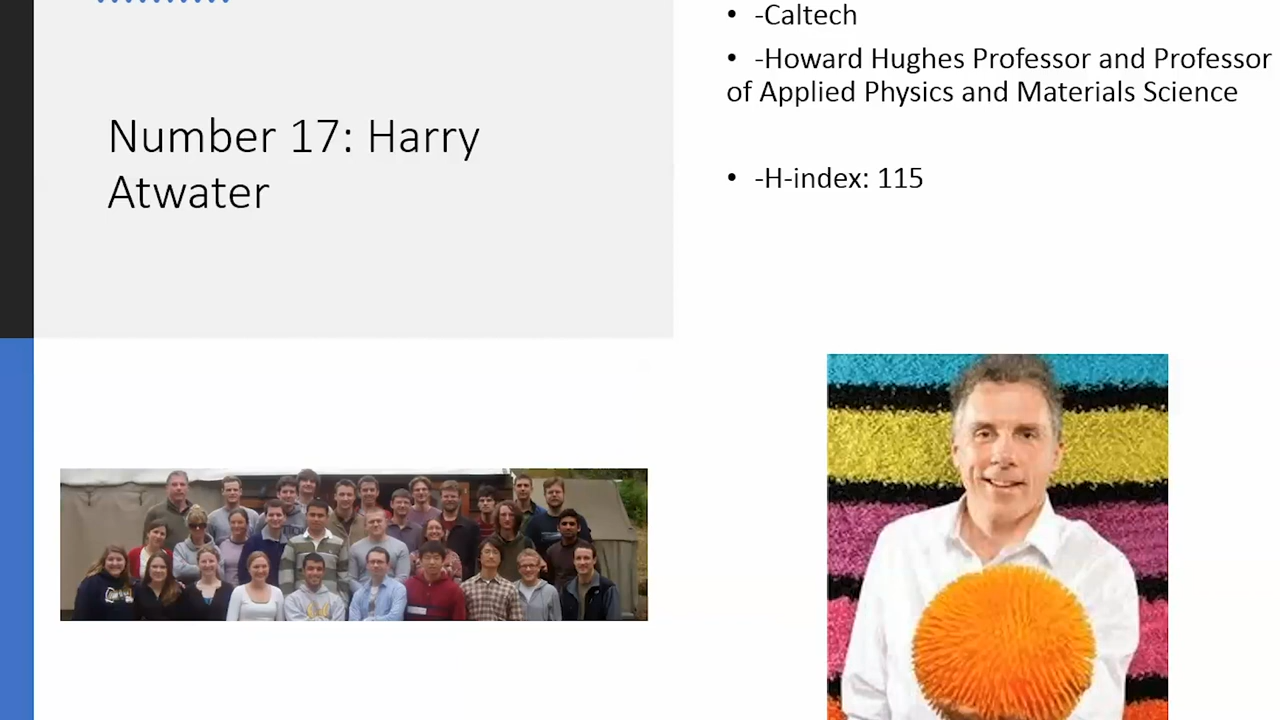 Number 17: Harry
Atwater
• -Caltech
• -Howard Hughes Professor and Professor
of Applied Physics and Materials Science
• -H-index: 115